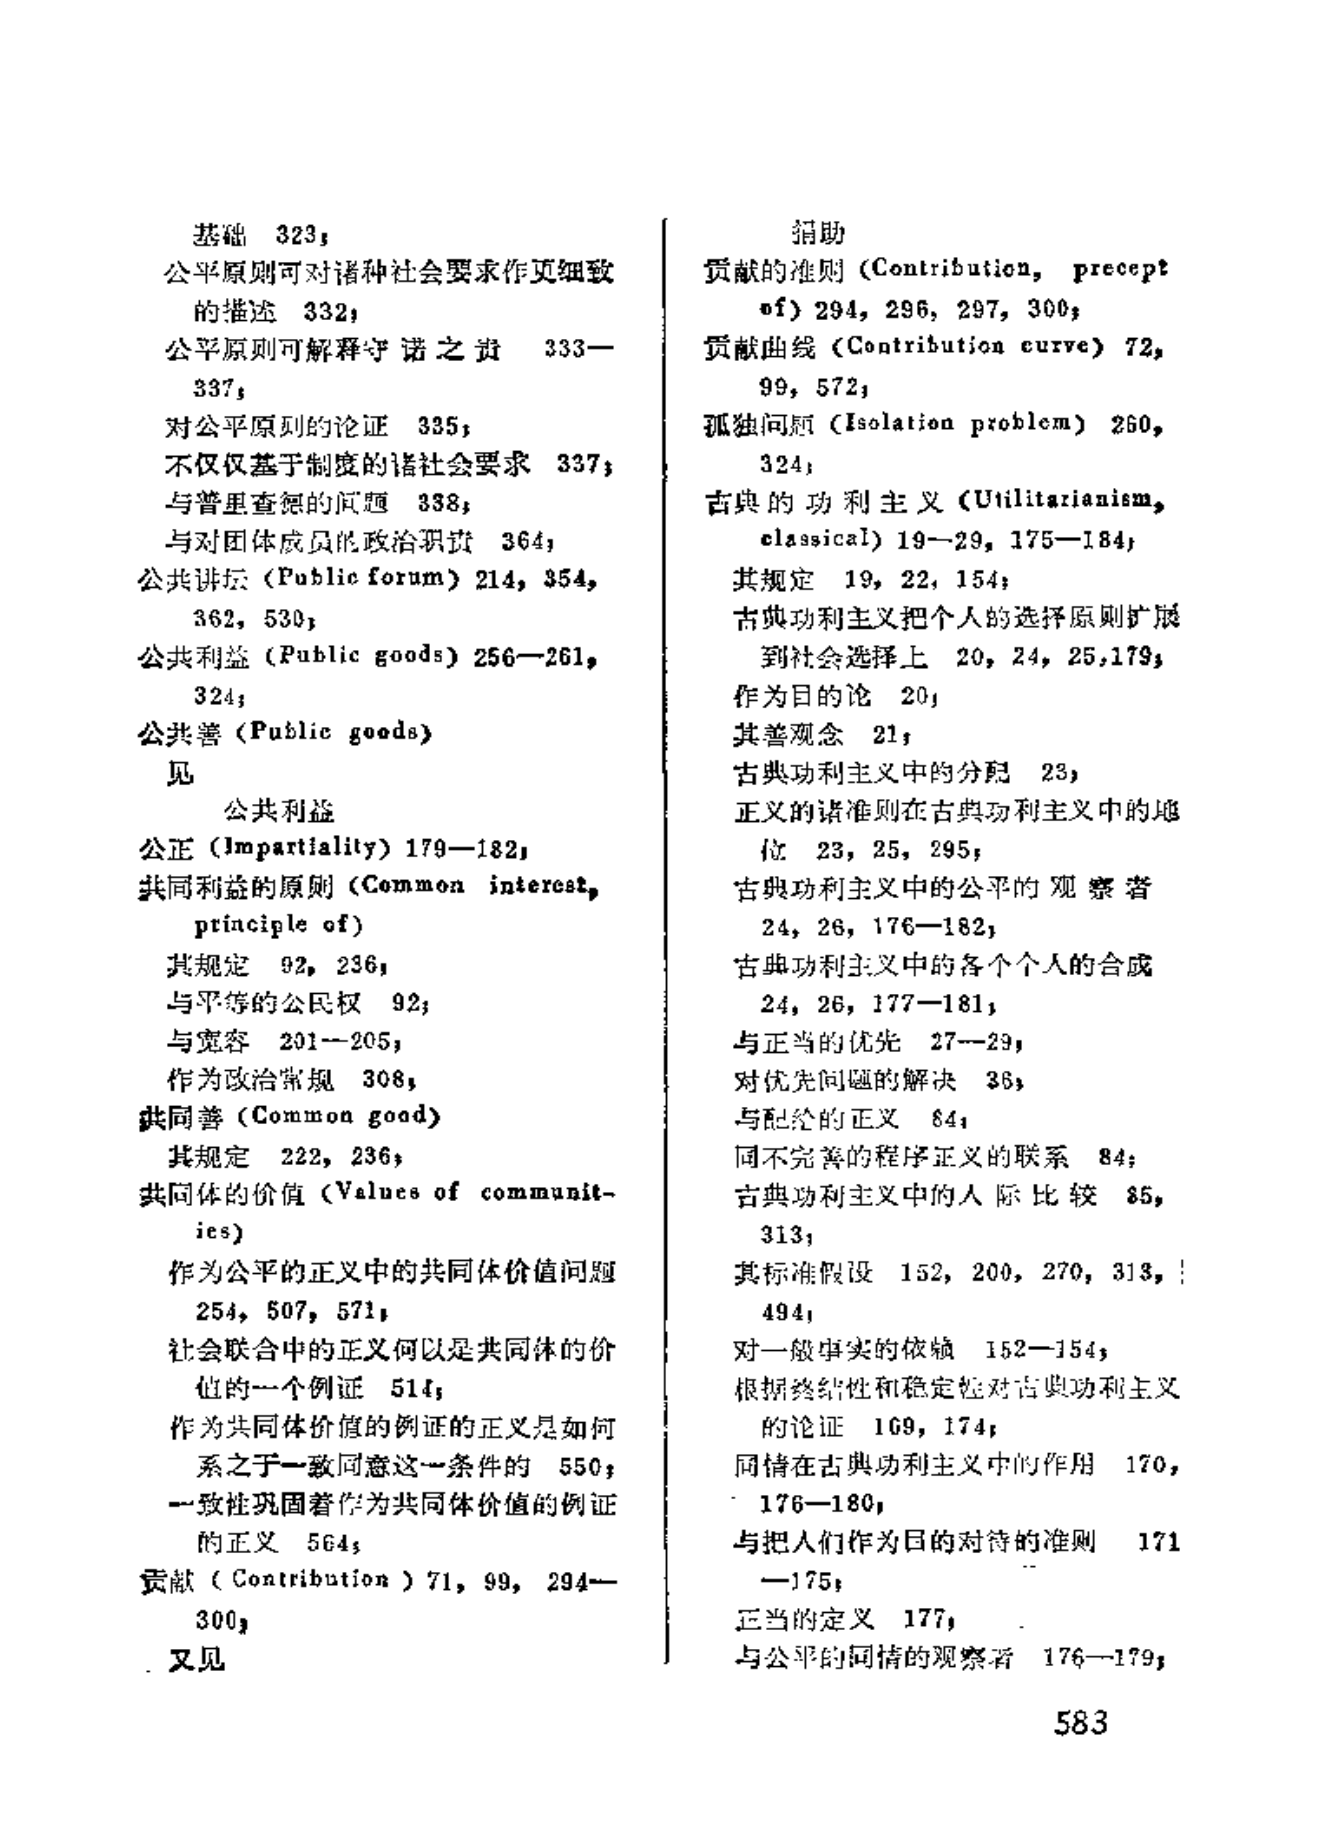 基础 323；
公平原则可对诸种社会要求作更细致
的描述 332；
公平原则可解释守诺之责 333—
337；
对公平原则的论证 335；
不仅仅基于制度的诸社会要求 337；
与普里查德的问题 338；
与对团体成员的政治职责 364；
公共讲坛（Public forum）214，354，
362，530；
公共利益（Public goods）256—261，
324；
公共善（Public goods）
见
公共利益
公正（Impartiality）179—182；
共同利益的原则（Common interest，
principle of）
其规定 92，236；
与平等的公民权 92；
与宽容 201—205；
作为政治常规 308；
共同善（Common good）
其规定 222，236；
共同体的价值（Values of communit-
ies）
作为公平的正义中的共同体价值问题
254，507，571；
社会联合中的正义何以是共同体的价
值的一个例证 514；
作为共同体价值的例证的正义是如何
系之于一致同意这一条件的 550；
一致性巩固着作为共同体价值的例证
的正义 564；
贡献（Contribution）71，99，294—
300；
又见
捐助
贡献的准则（Contribution， precept
of）294，296，297，300；
贡献曲线（Contribution curve）72，
99，572；
孤独问题（Isolation problem）260，
324；
古典的功利主义（Utilitarianism，
classical）19—29，175—184；
其规定 19，22，154；
古典功利主义把个人的选择原则扩展
到社会选择上 20，24，25，179；
作为目的论 20；
其善观念 21；
古典功利主义中的分配 23；
正义的诸准则在古典功利主义中的地
位 23，25，295；
古典功利主义中的公平的观察者
24，26，176—182；
古典功利主义中的各个个人的合成
24，26，177—181；
与正当的优先 27—29；
对优先问题的解决 36；
与配给的正义 84；
同不完善的程序正义的联系 84；
古典功利主义中的人际比较 85，
313；
其标准假设 152，200，270，313，
494；
对一般事实的依赖 152—154；
根据终结性和稳定性对古典功利主义
的论证 169，174；
同情在古典功利主义中的作用 170，
176—180；
与把人们作为目的对待的准则 171
—175；
正当的定义 177；
与公平的同情的观察者 176—179；
583